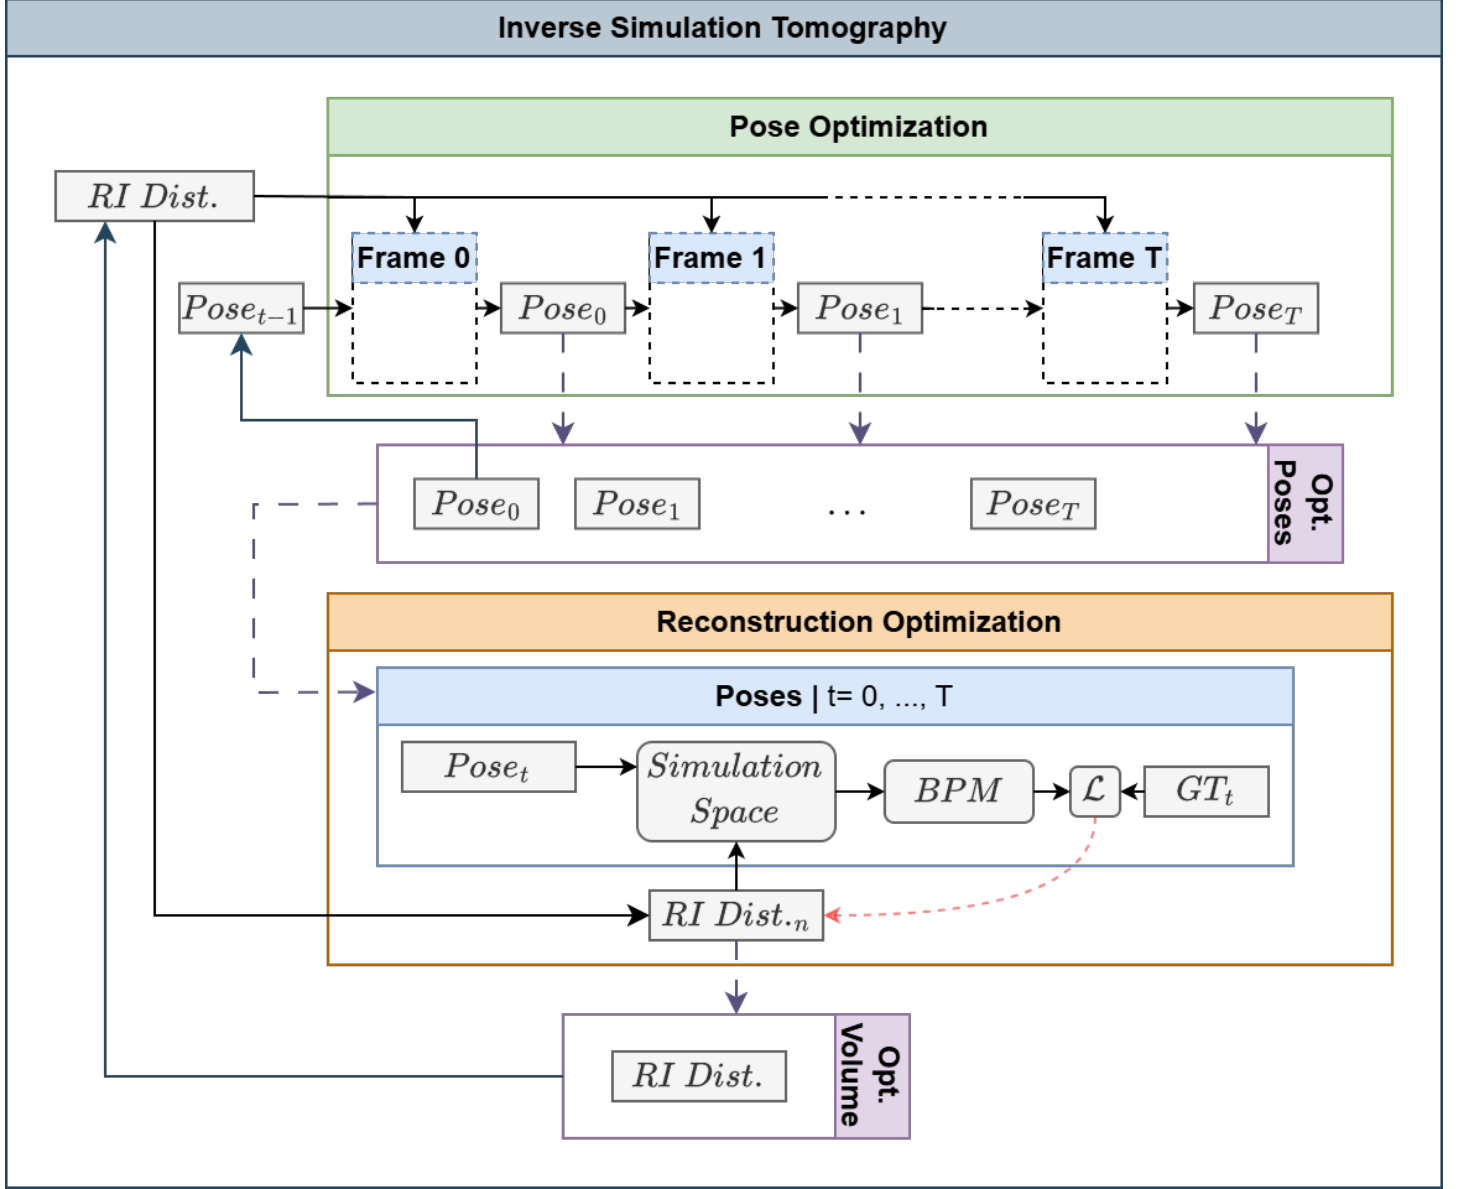 Inverse Simulation Tomography
Pose Optimization
RI Dist.
Frame 0
Frame 1
Frame T
Pose_{t-1}
Pose_0
Pose_1
Pose_T
Pose_0
Pose_1
...
Pose_T
Opt.
Poses
Reconstruction Optimization
Poses | t= 0, ..., T
Pose_t
Simulation
Space
BPM
ℒ
GT_t
RI Dist._n
RI Dist.
Opt.
Volume